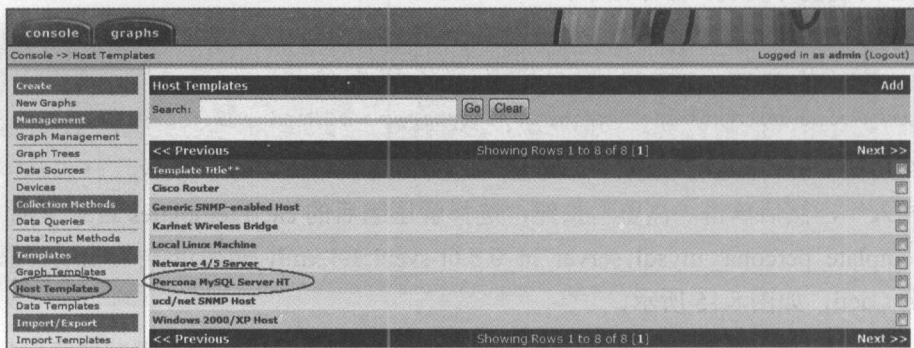 console graphs
Console -> Host Templates Logged in as admin (Logout)
Create
New Graphs
Management
Graph Management
Graph Trees
Data Sources
Devices
Collection Methods
Data Queries
Data Input Methods
Templates
Graph Templates
Host Templates
Data Templates
Import/Export
Import Templates
Host Templates Add
Search: Go Clear
<< Previous Showing Rows 1 to 8 of 8 [1] Next >>
Template Title**
Cisco Router
Generic SNMP-enabled Host
Karlnet Wireless Bridge
Local Linux Machine
Netware 4/5 Server
Percona MySQL Server HT
ucd/net SNMP Host
Windows 2000/XP Host
<< Previous Showing Rows 1 to 8 of 8 [1] Next >>